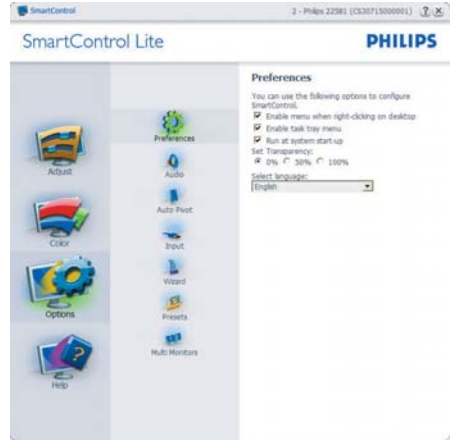 SmartControl
2 - Philips 225B1 (CS30715000001)
SmartControl Lite
PHILIPS
Adjust
Color
Options
Help
Preferences
Audio
Auto Pivot
Input
Wizard
Presets
Multi Monitors
Preferences
You can use the following options to configure
SmartControl.
Enable menu when right-clicking on desktop
Enable task tray menu
Run at system start-up
Set Transparency:
0% 50% 100%
Select language:
English